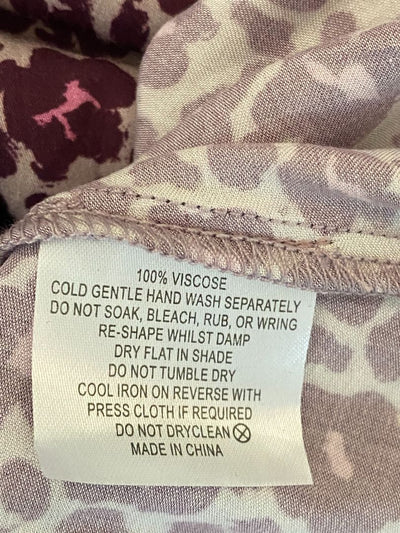 100% VISCOSE
COLD GENTLE HAND WASH SEPARATELY
DO NOT SOAK, BLEACH, RUB, OR WRING
RE-SHAPE WHILST DAMP
DRY FLAT IN SHADE
DO NOT TUMBLE DRY
COOL IRON ON REVERSE WITH
PRESS CLOTH IF REQUIRED
DO NOT DRYCLEAN
MADE IN CHINA